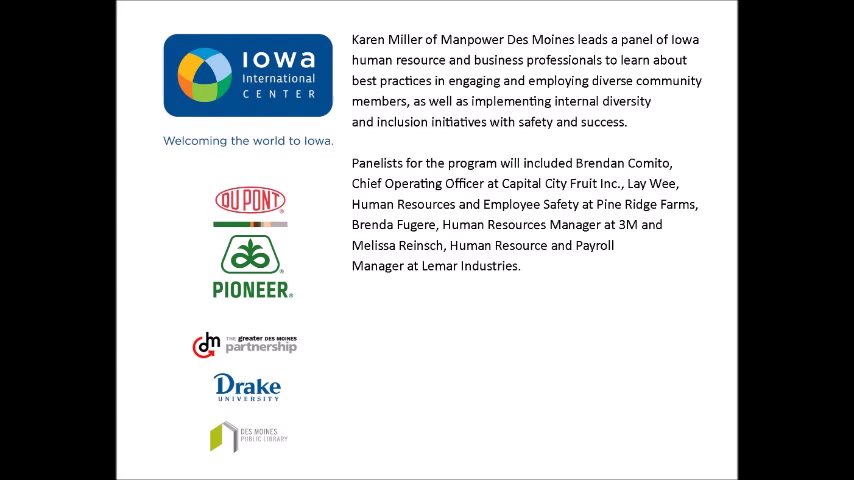 Iowa
International
CENTER
Welcoming the world to Iowa.
DUPONT
PIONEER
dm THE greater DES MOINES
partnership
Drake
UNIVERSITY
DES MOINES
PUBLIC LIBRARY
Karen Miller of Manpower Des Moines leads a panel of Iowa
human resource and business professionals to learn about
best practices in engaging and employing diverse community
members, as well as implementing internal diversity
and inclusion initiatives with safety and success.
Panelists for the program will included Brendan Comito,
Chief Operating Officer at Capital City Fruit Inc., Lay Wee,
Human Resources and Employee Safety at Pine Ridge Farms,
Brenda Fugere, Human Resources Manager at 3M and
Melissa Reinsch, Human Resource and Payroll
Manager at Lemar Industries.